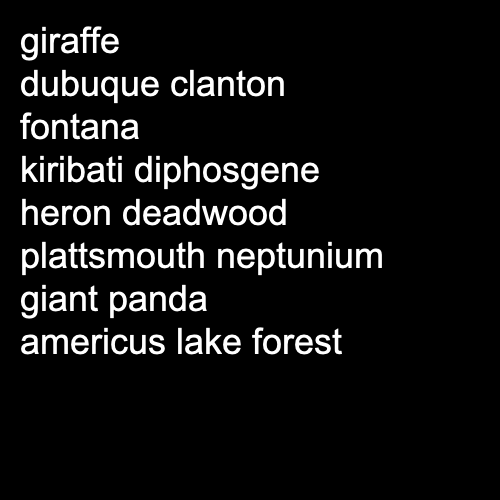 giraffe
dubuque clanton
fontana
kiribati diphosgene
heron deadwood
plattsmouth neptunium
giant panda
americus lake forest